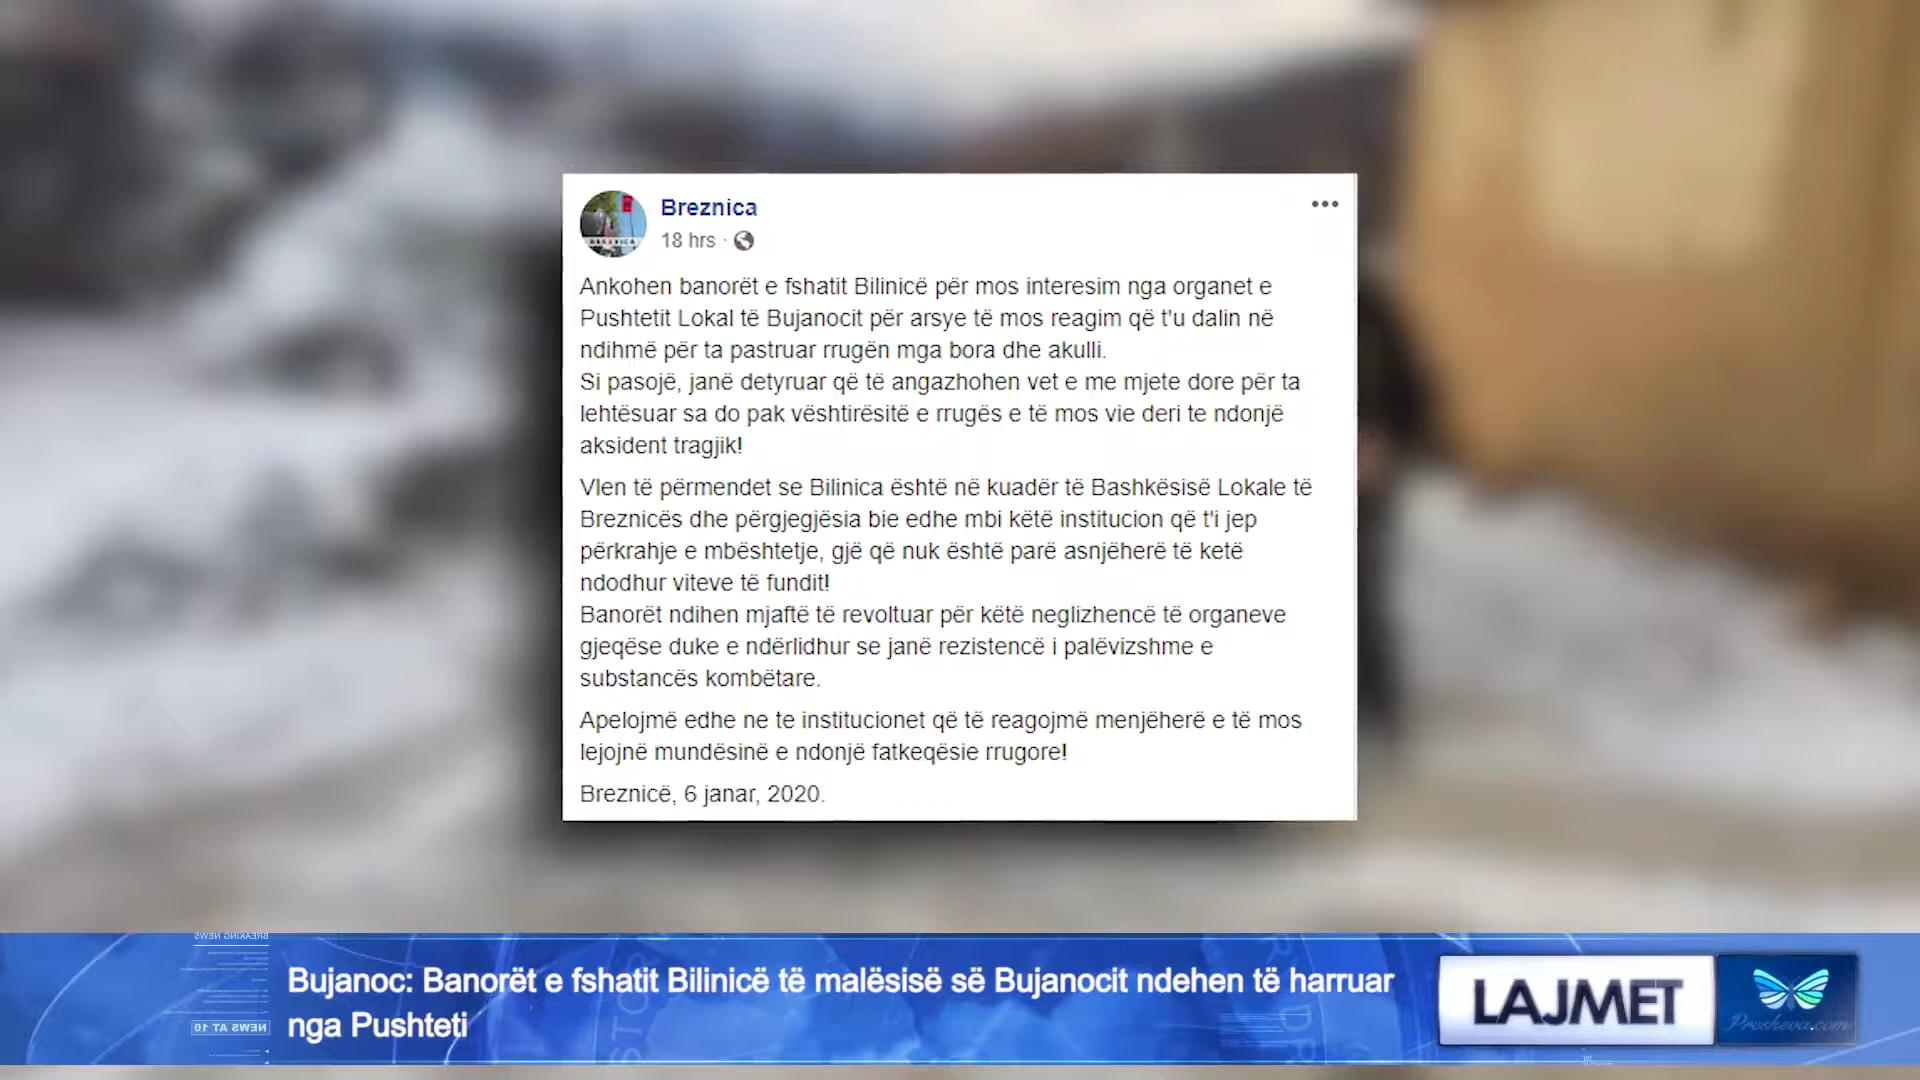 Breznica
18 hrs ·
Ankohen banorët e fshatit Bilinicë për mos interesim nga organet e
Pushtetit Lokal të Bujanocit për arsye të mos reagim që t'u dalin në
ndihmë për ta pastruar rrugën mga bora dhe akulli.
Si pasojë, janë detyruar që të angazhohen vet e me mjete dore për ta
lehtësuar sa do pak vështirësitë e rrugës e të mos vie deri te ndonjë
aksident tragjik!
Vlen të përmendet se Bilinica është në kuadër të Bashkësisë Lokale të
Breznicës dhe përgjegjësia bie edhe mbi këtë institucion që t'i jep
përkrahje e mbështetje, gjë që nuk është parë asnjëherë të ketë
ndodhur viteve të fundit!
Banorët ndihen mjaftë të revoltuar për këtë neglizhencë të organeve
gjeqëse duke e ndërlidhur se janë rezistencë i palëvizshme e
substancës kombëtare.
Apelojmë edhe ne te institucionet që të reagojmë menjëherë e të mos
lejojnë mundësinë e ndonjë fatkeqësie rrugore!
Breznicë, 6 janar, 2020.
BREAKING NEWS
NEWS AT 10
Bujanoc: Banorët e fshatit Bilinicë të malësisë së Bujanocit ndehen të harruar
nga Pushteti
LAJMET
Presheva.com